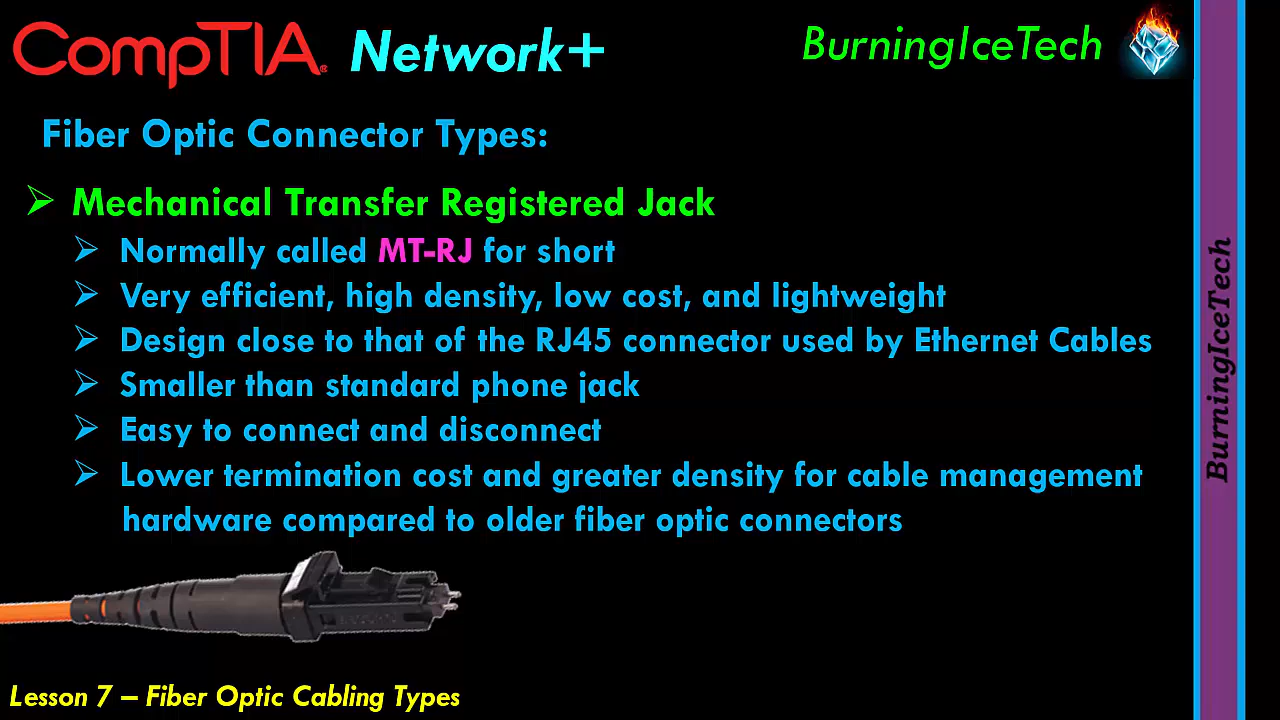 CompTIA® Network+
BurningIceTech
Fiber Optic Connector Types:
Mechanical Transfer Registered Jack
Normally called MT-RJ for short
Very efficient, high density, low cost, and lightweight
Design close to that of the RJ45 connector used by Ethernet Cables
Smaller than standard phone jack
Easy to connect and disconnect
Lower termination cost and greater density for cable management
hardware compared to older fiber optic connectors
Lesson 7 – Fiber Optic Cabling Types
BurningIceTech